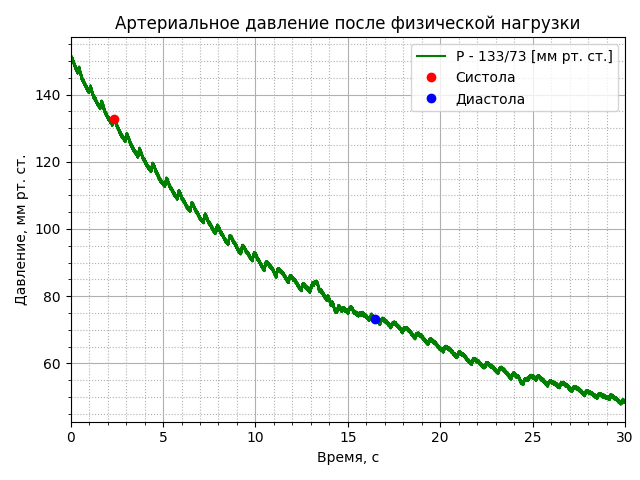 Артериальное давление после физической нагрузки
P - 133/73 [мм рт. ст.]
Систола
Диастола
Давление, мм рт. ст.
140
120
100
80
60
0 5 10 15 20 25 30
Время, с